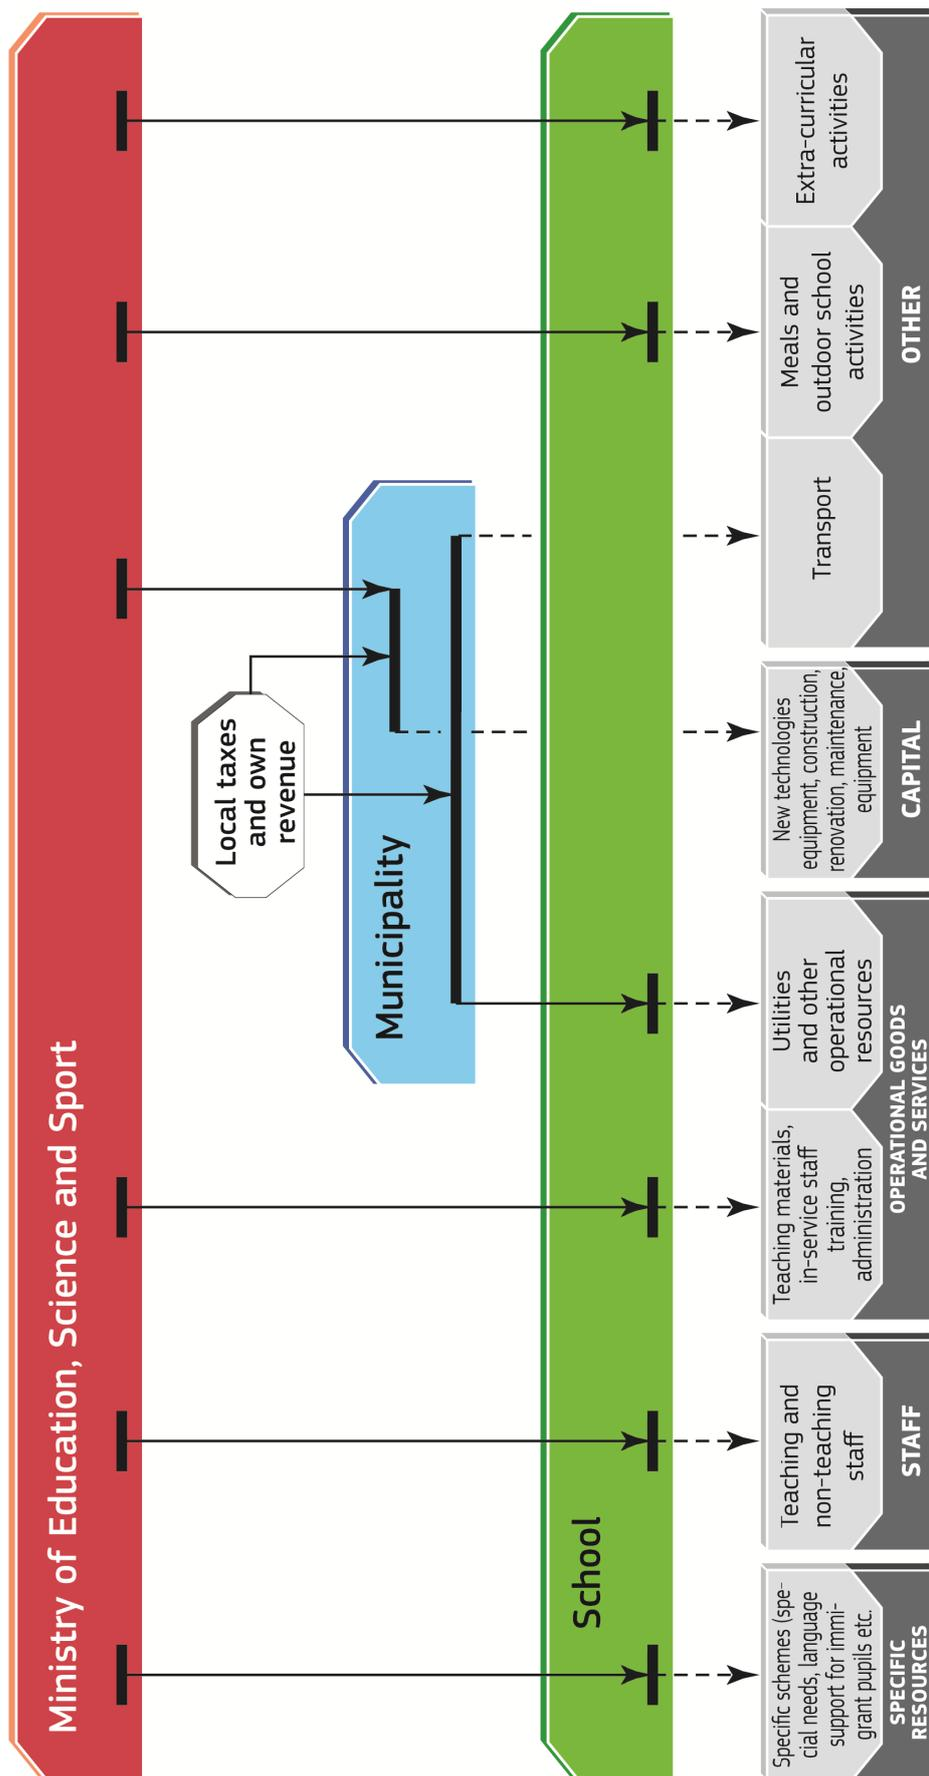 Ministry of Education, Science and Sport
Local taxes
and own
revenue
Municipality
School
Specific schemes (spe-
cial needs, language
support for immi-
grant pupils etc.
SPECIFIC
RESOURCES
Teaching and
non-teaching
staff
STAFF
Teaching materials,
in-service staff
training,
administration
Utilities
and other
operational
resources
OPERATIONAL GOODS
AND SERVICES
New technologies
equipment, construction,
renovation, maintenance,
equipment
CAPITAL
Transport
Meals and
outdoor school
activities
Extra-curricular
activities
OTHER